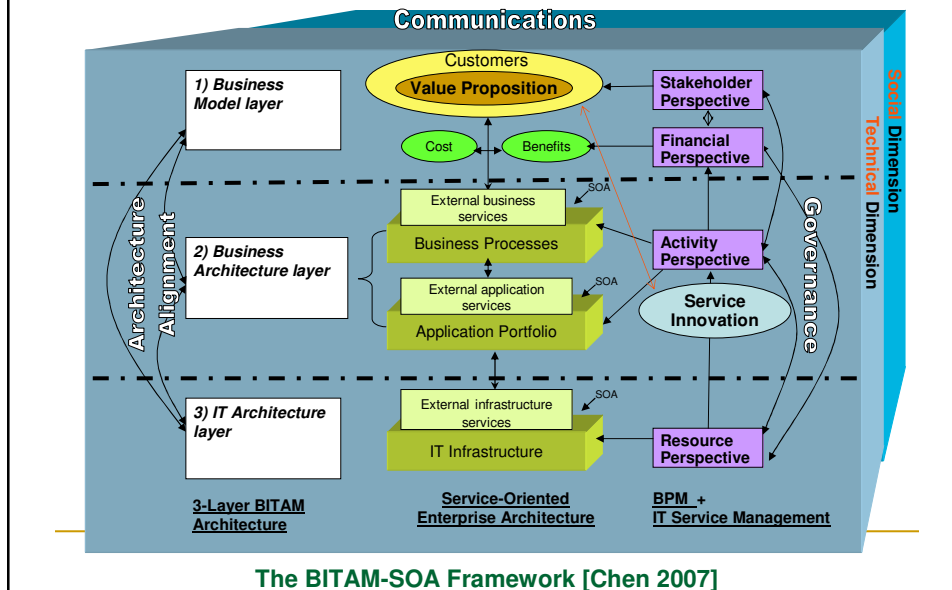 Communications
Customers
Value Proposition
1) Business
Model layer
Stakeholder
Perspective
Cost
Benefits
Financial
Perspective
Social Dimension
Technical Dimension
SOA
External business
services
Business Processes
2) Business
Architecture layer
Activity
Perspective
SOA
External application
services
Application Portfolio
Service
Innovation
Architecture
Alignment
Governance
3) IT Architecture
layer
SOA
External infrastructure
services
IT Infrastructure
Resource
Perspective
3-Layer BITAM
Architecture
Service-Oriented
Enterprise Architecture
BPM +
IT Service Management
The BITAM-SOA Framework [Chen 2007]